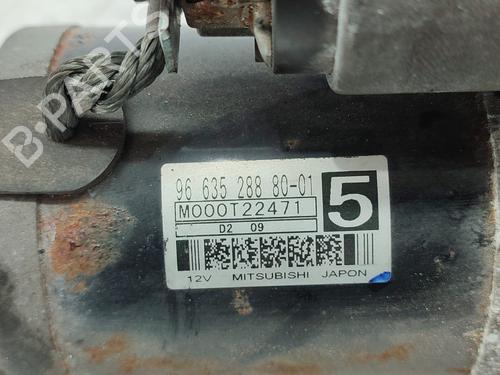 B-PARTS
96 635 288 80-01
M000T22471
5
D2 09
12V MITSUBISHI JAPON